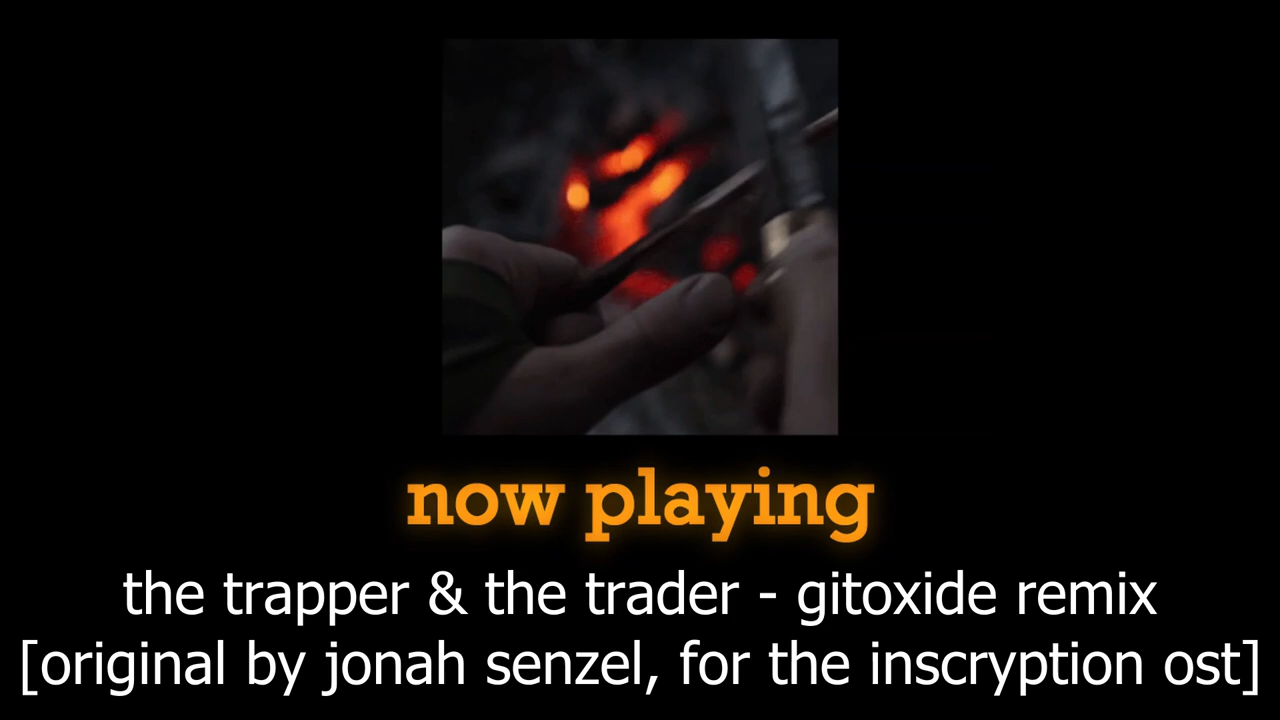 now playing
the trapper & the trader - gitoxide remix
[original by jonah senzel, for the inscryption ost]